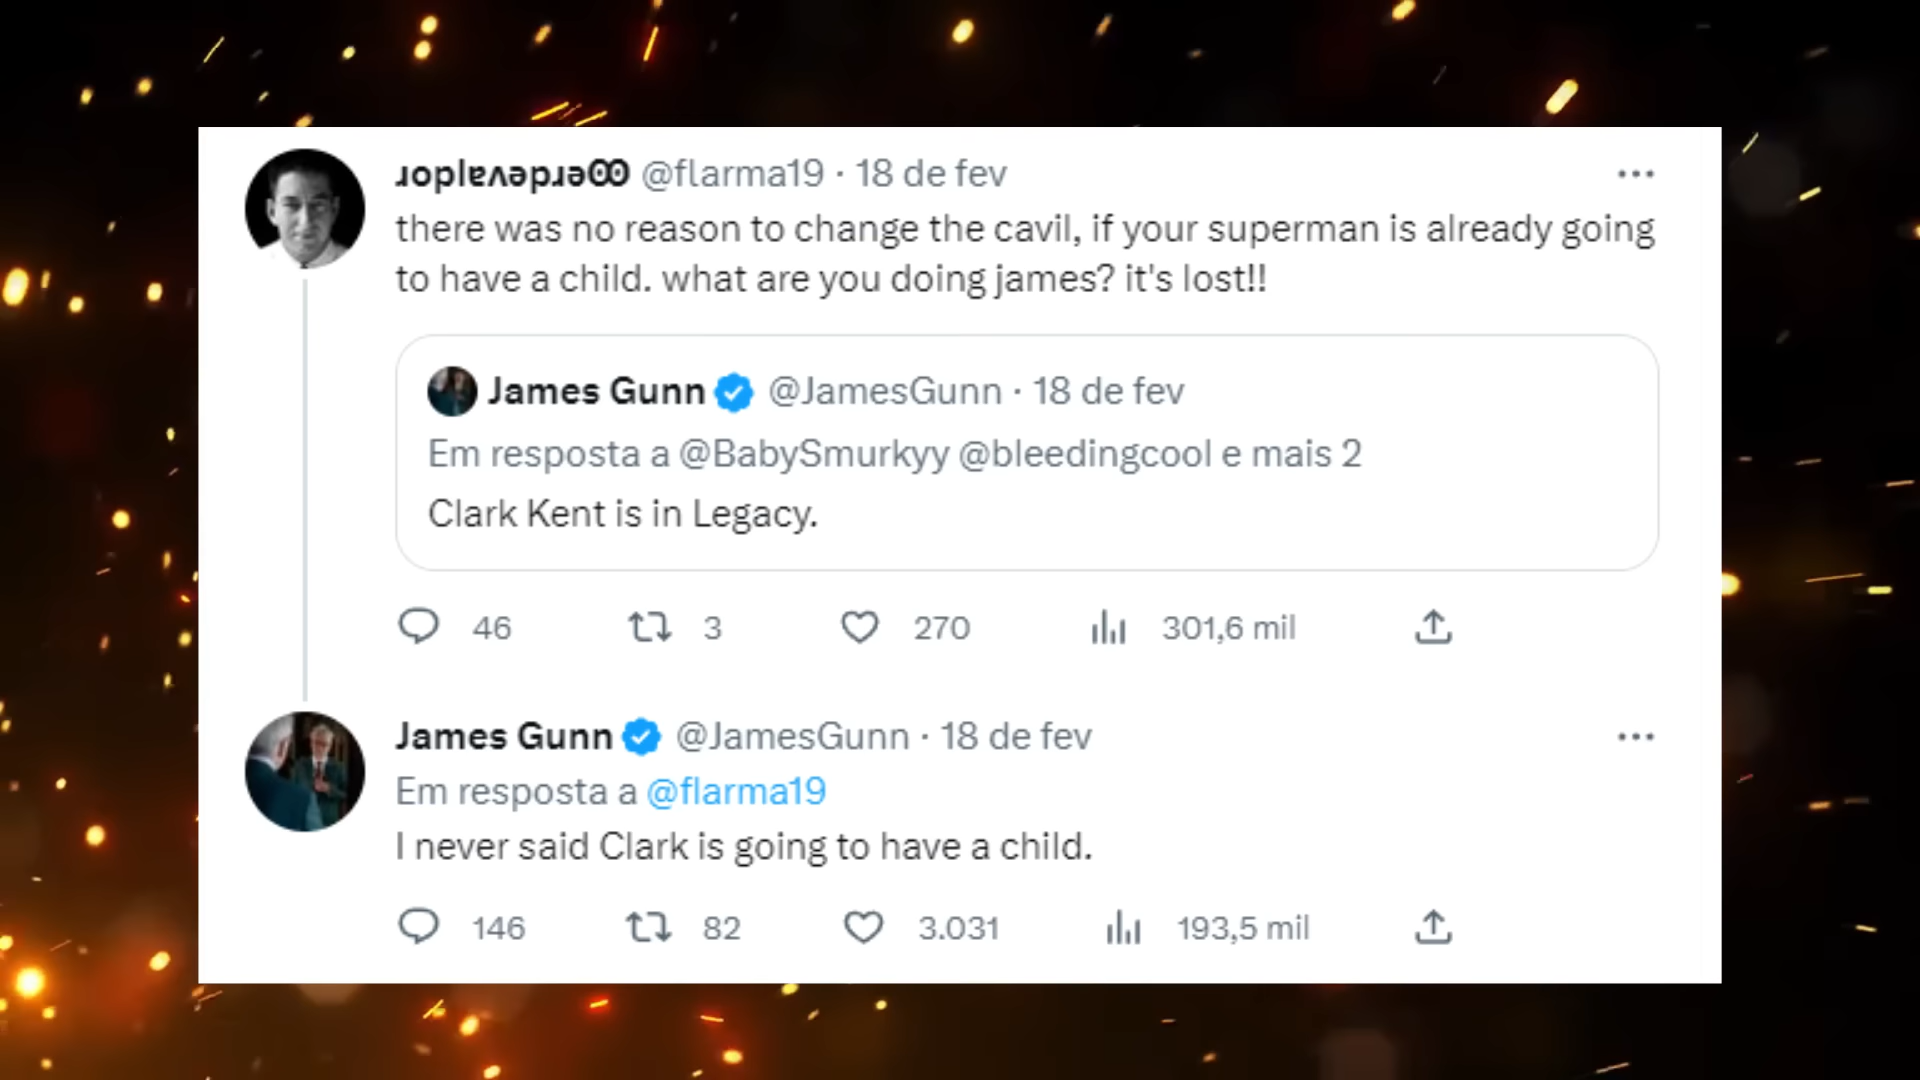 ɹoplɐʌǝpɹǝꝎ @flarma19 · 18 de fev
there was no reason to change the cavil, if your superman is already going
to have a child. what are you doing james? it's lost!!
James Gunn @JamesGunn · 18 de fev
Em resposta a @BabySmurkyy @bleedingcool e mais 2
Clark Kent is in Legacy.
46 3 270 301,6 mil
James Gunn @JamesGunn · 18 de fev
Em resposta a @flarma19
I never said Clark is going to have a child.
146 82 3.031 193,5 mil